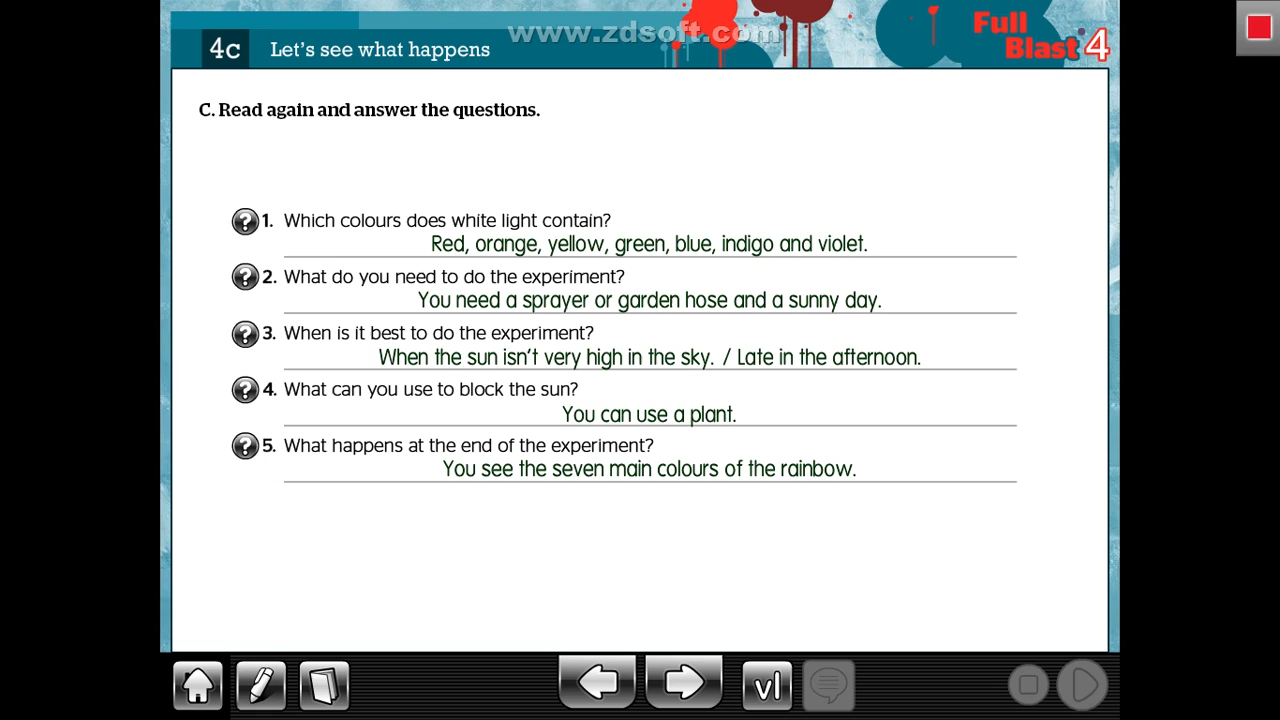 www.zdsoft.com
4c Let's see what happens
Full
Blast 4
C. Read again and answer the questions.
? 1. Which colours does white light contain?
Red, orange, yellow, green, blue, indigo and violet.
? 2. What do you need to do the experiment?
You need a sprayer or garden hose and a sunny day.
? 3. When is it best to do the experiment?
When the sun isn't very high in the sky. / Late in the afternoon.
? 4. What can you use to block the sun?
You can use a plant.
? 5. What happens at the end of the experiment?
You see the seven main colours of the rainbow.
vl